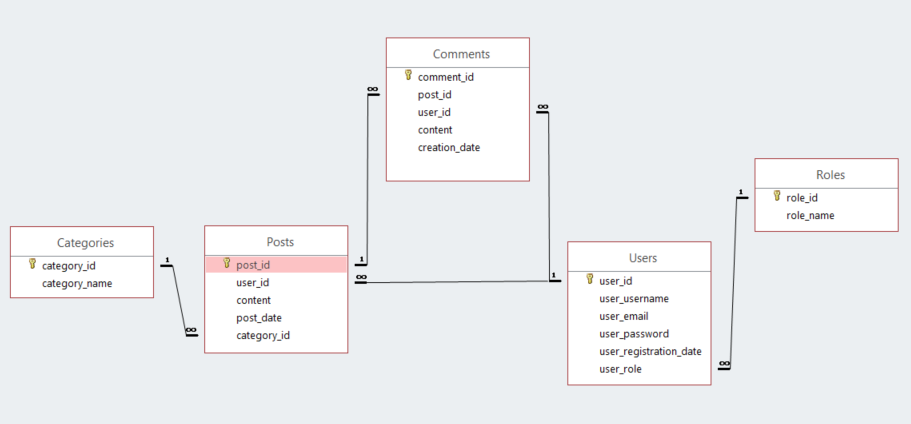 Comments
comment_id
post_id
user_id
content
creation_date
∞
∞
Roles
role_id
role_name
1
Categories
category_id
category_name
1
Posts
post_id
user_id
content
post_date
category_id
1
∞
∞
Users
user_id
user_username
user_email
user_password
user_registration_date
user_role
1
∞